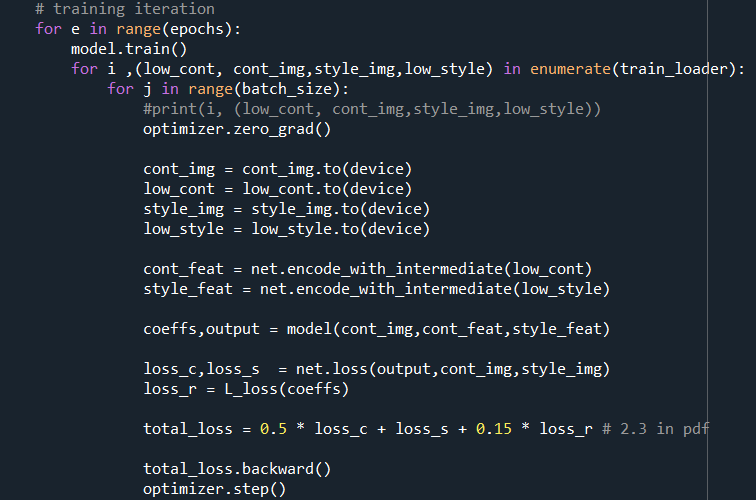 # training iteration
for e in range(epochs):
    model.train()
    for i ,(low_cont, cont_img,style_img,low_style) in enumerate(train_loader):
        for j in range(batch_size):
            #print(i, (low_cont, cont_img,style_img,low_style))
            optimizer.zero_grad()

            cont_img = cont_img.to(device)
            low_cont = low_cont.to(device)
            style_img = style_img.to(device)
            low_style = low_style.to(device)

            cont_feat = net.encode_with_intermediate(low_cont)
            style_feat = net.encode_with_intermediate(low_style)

            coeffs,output = model(cont_img,cont_feat,style_feat)

            loss_c,loss_s  = net.loss(output,cont_img,style_img)
            loss_r = L_loss(coeffs)

            total_loss = 0.5 * loss_c + loss_s + 0.15 * loss_r # 2.3 in pdf

            total_loss.backward()
            optimizer.step()